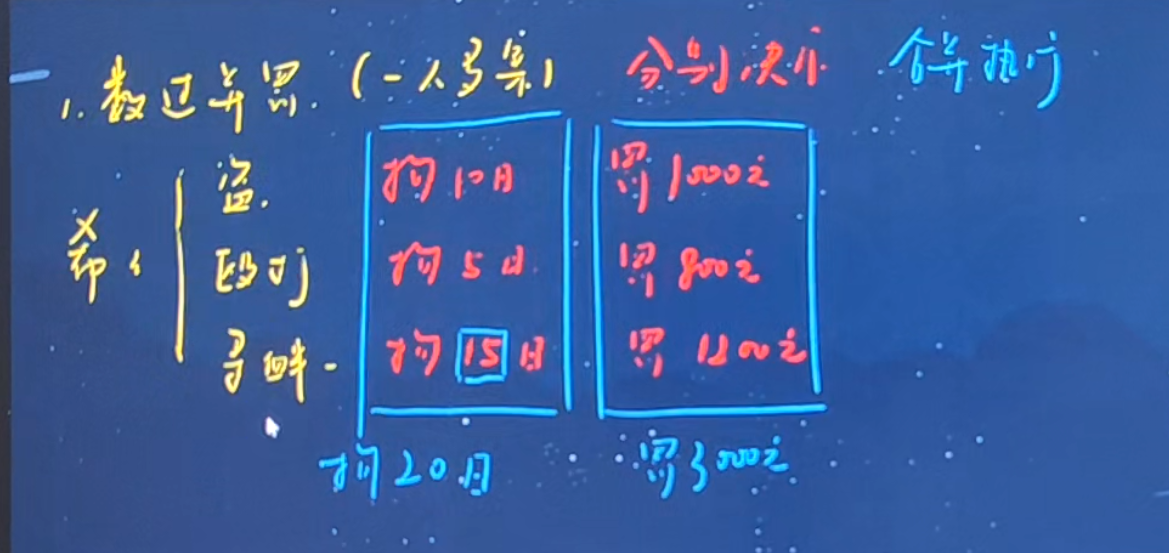 1. 数过并罚. (一人多案) 分别决定 合并执行
盗. 拘10日 罚1000元
殴打 拘5日 罚800元
寻衅- 拘15日 罚1200元
拘20日 罚3000元